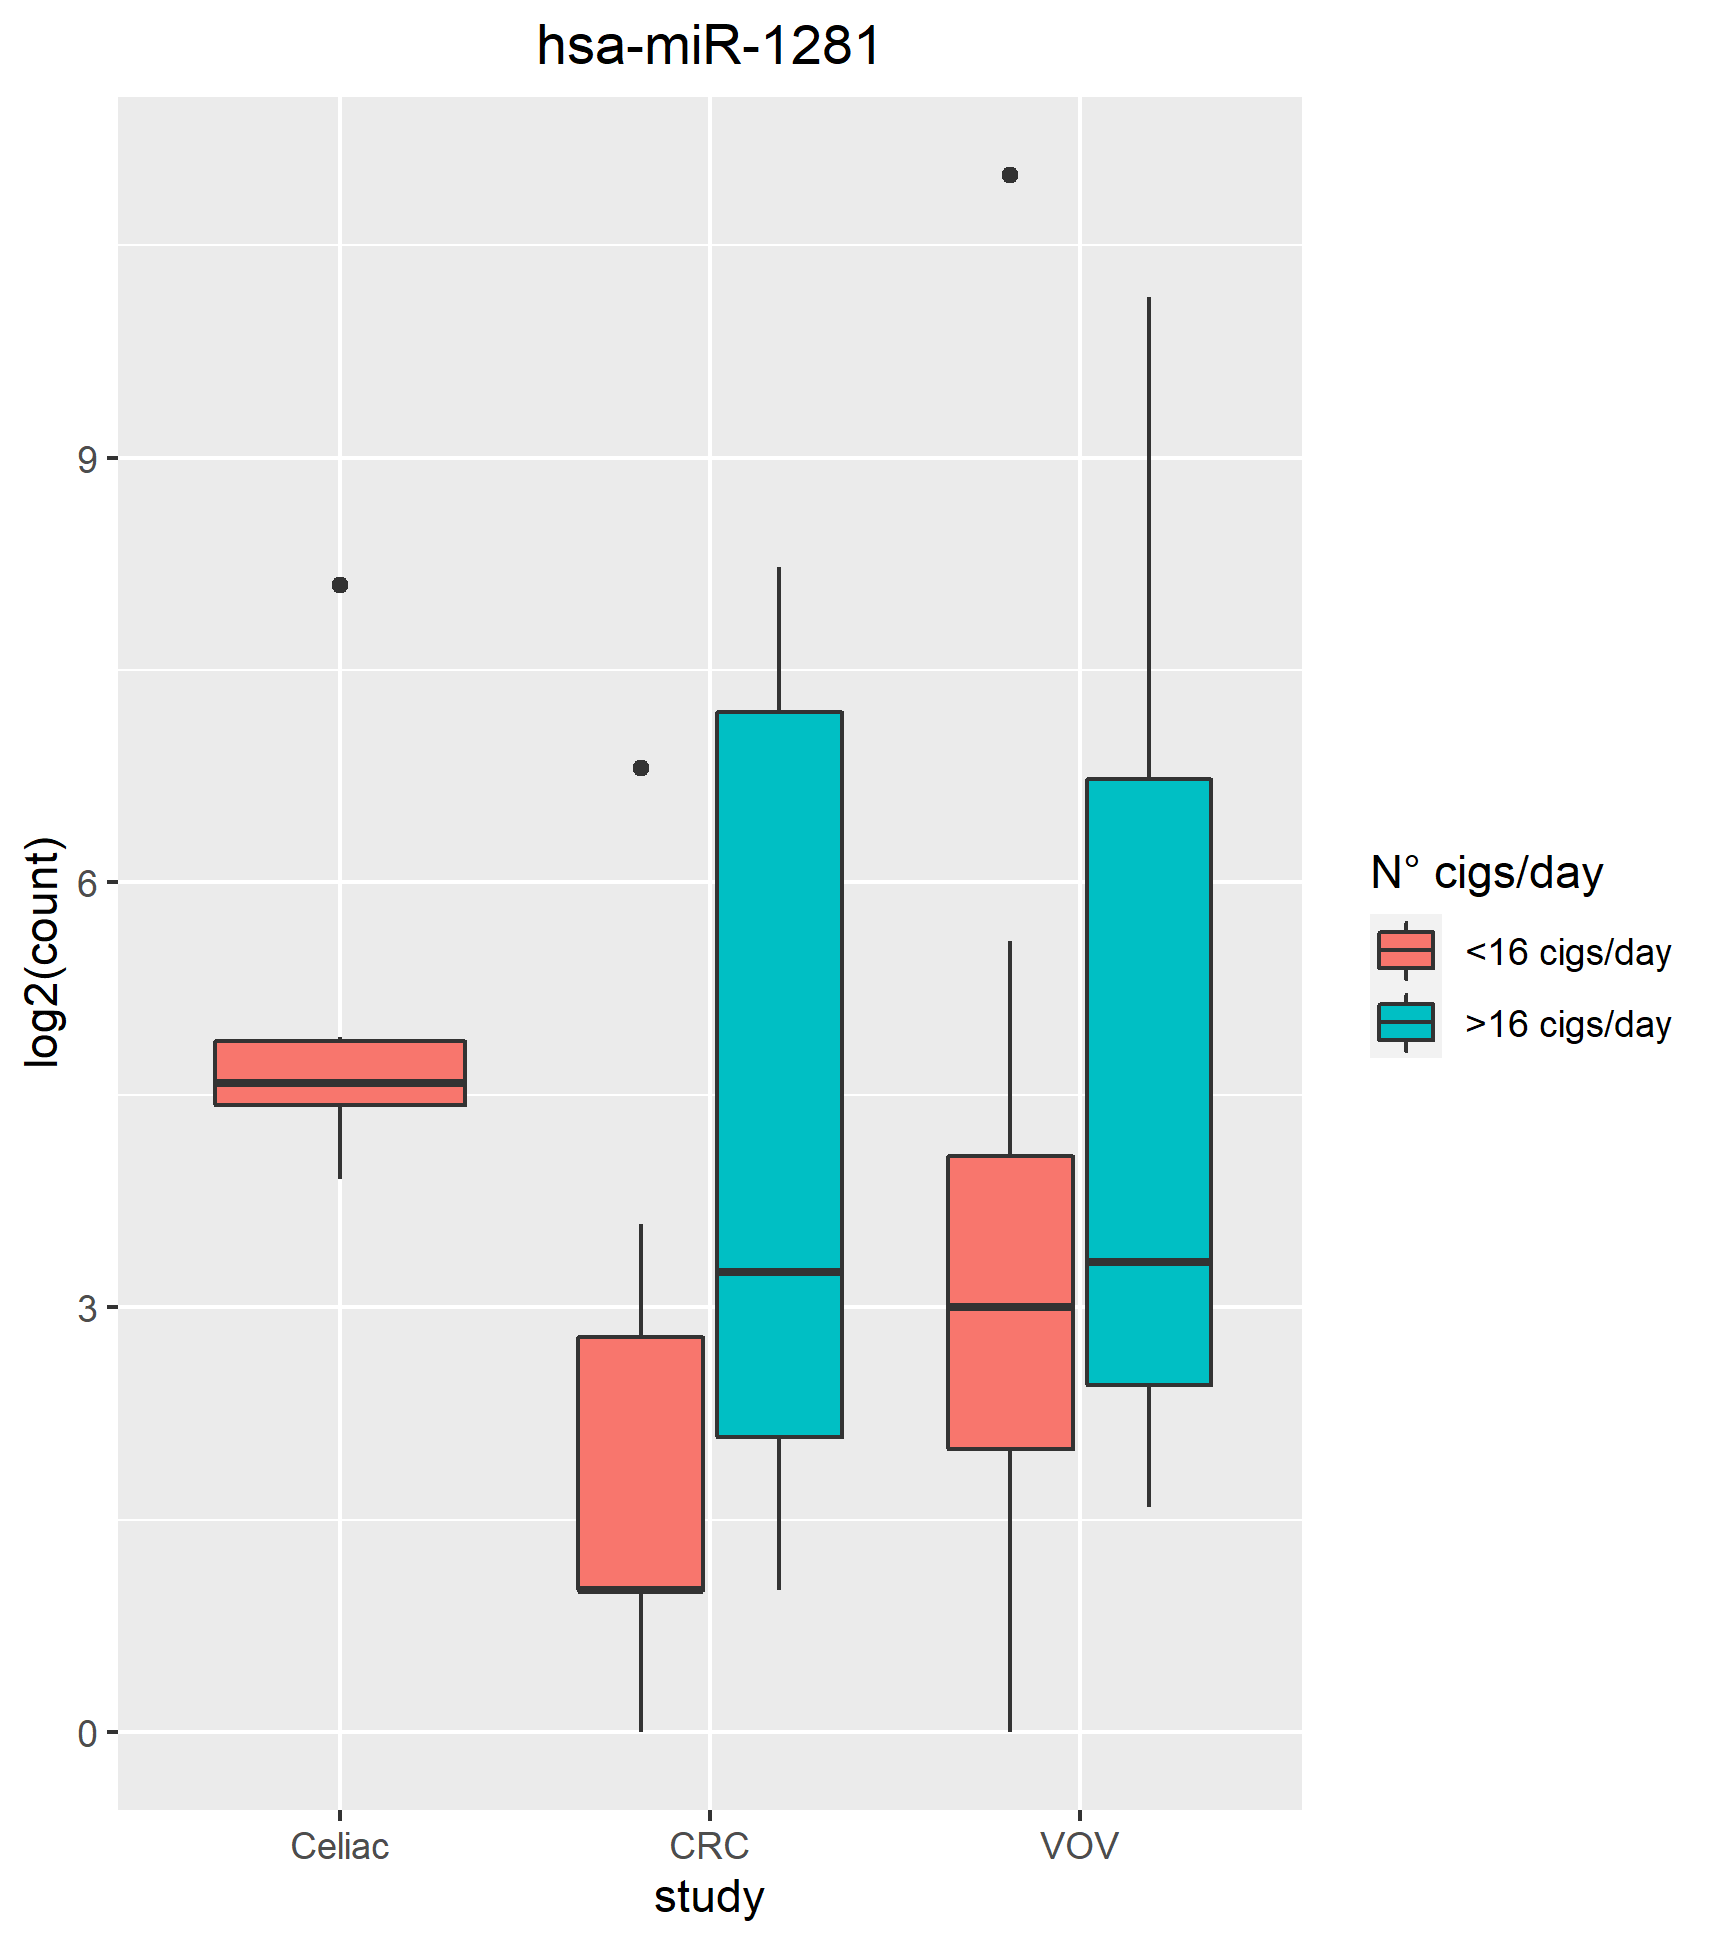 hsa-miR-1281
log2(count)
9
6
3
0
Celiac
CRC
VOV
study
N° cigs/day
<16 cigs/day
>16 cigs/day